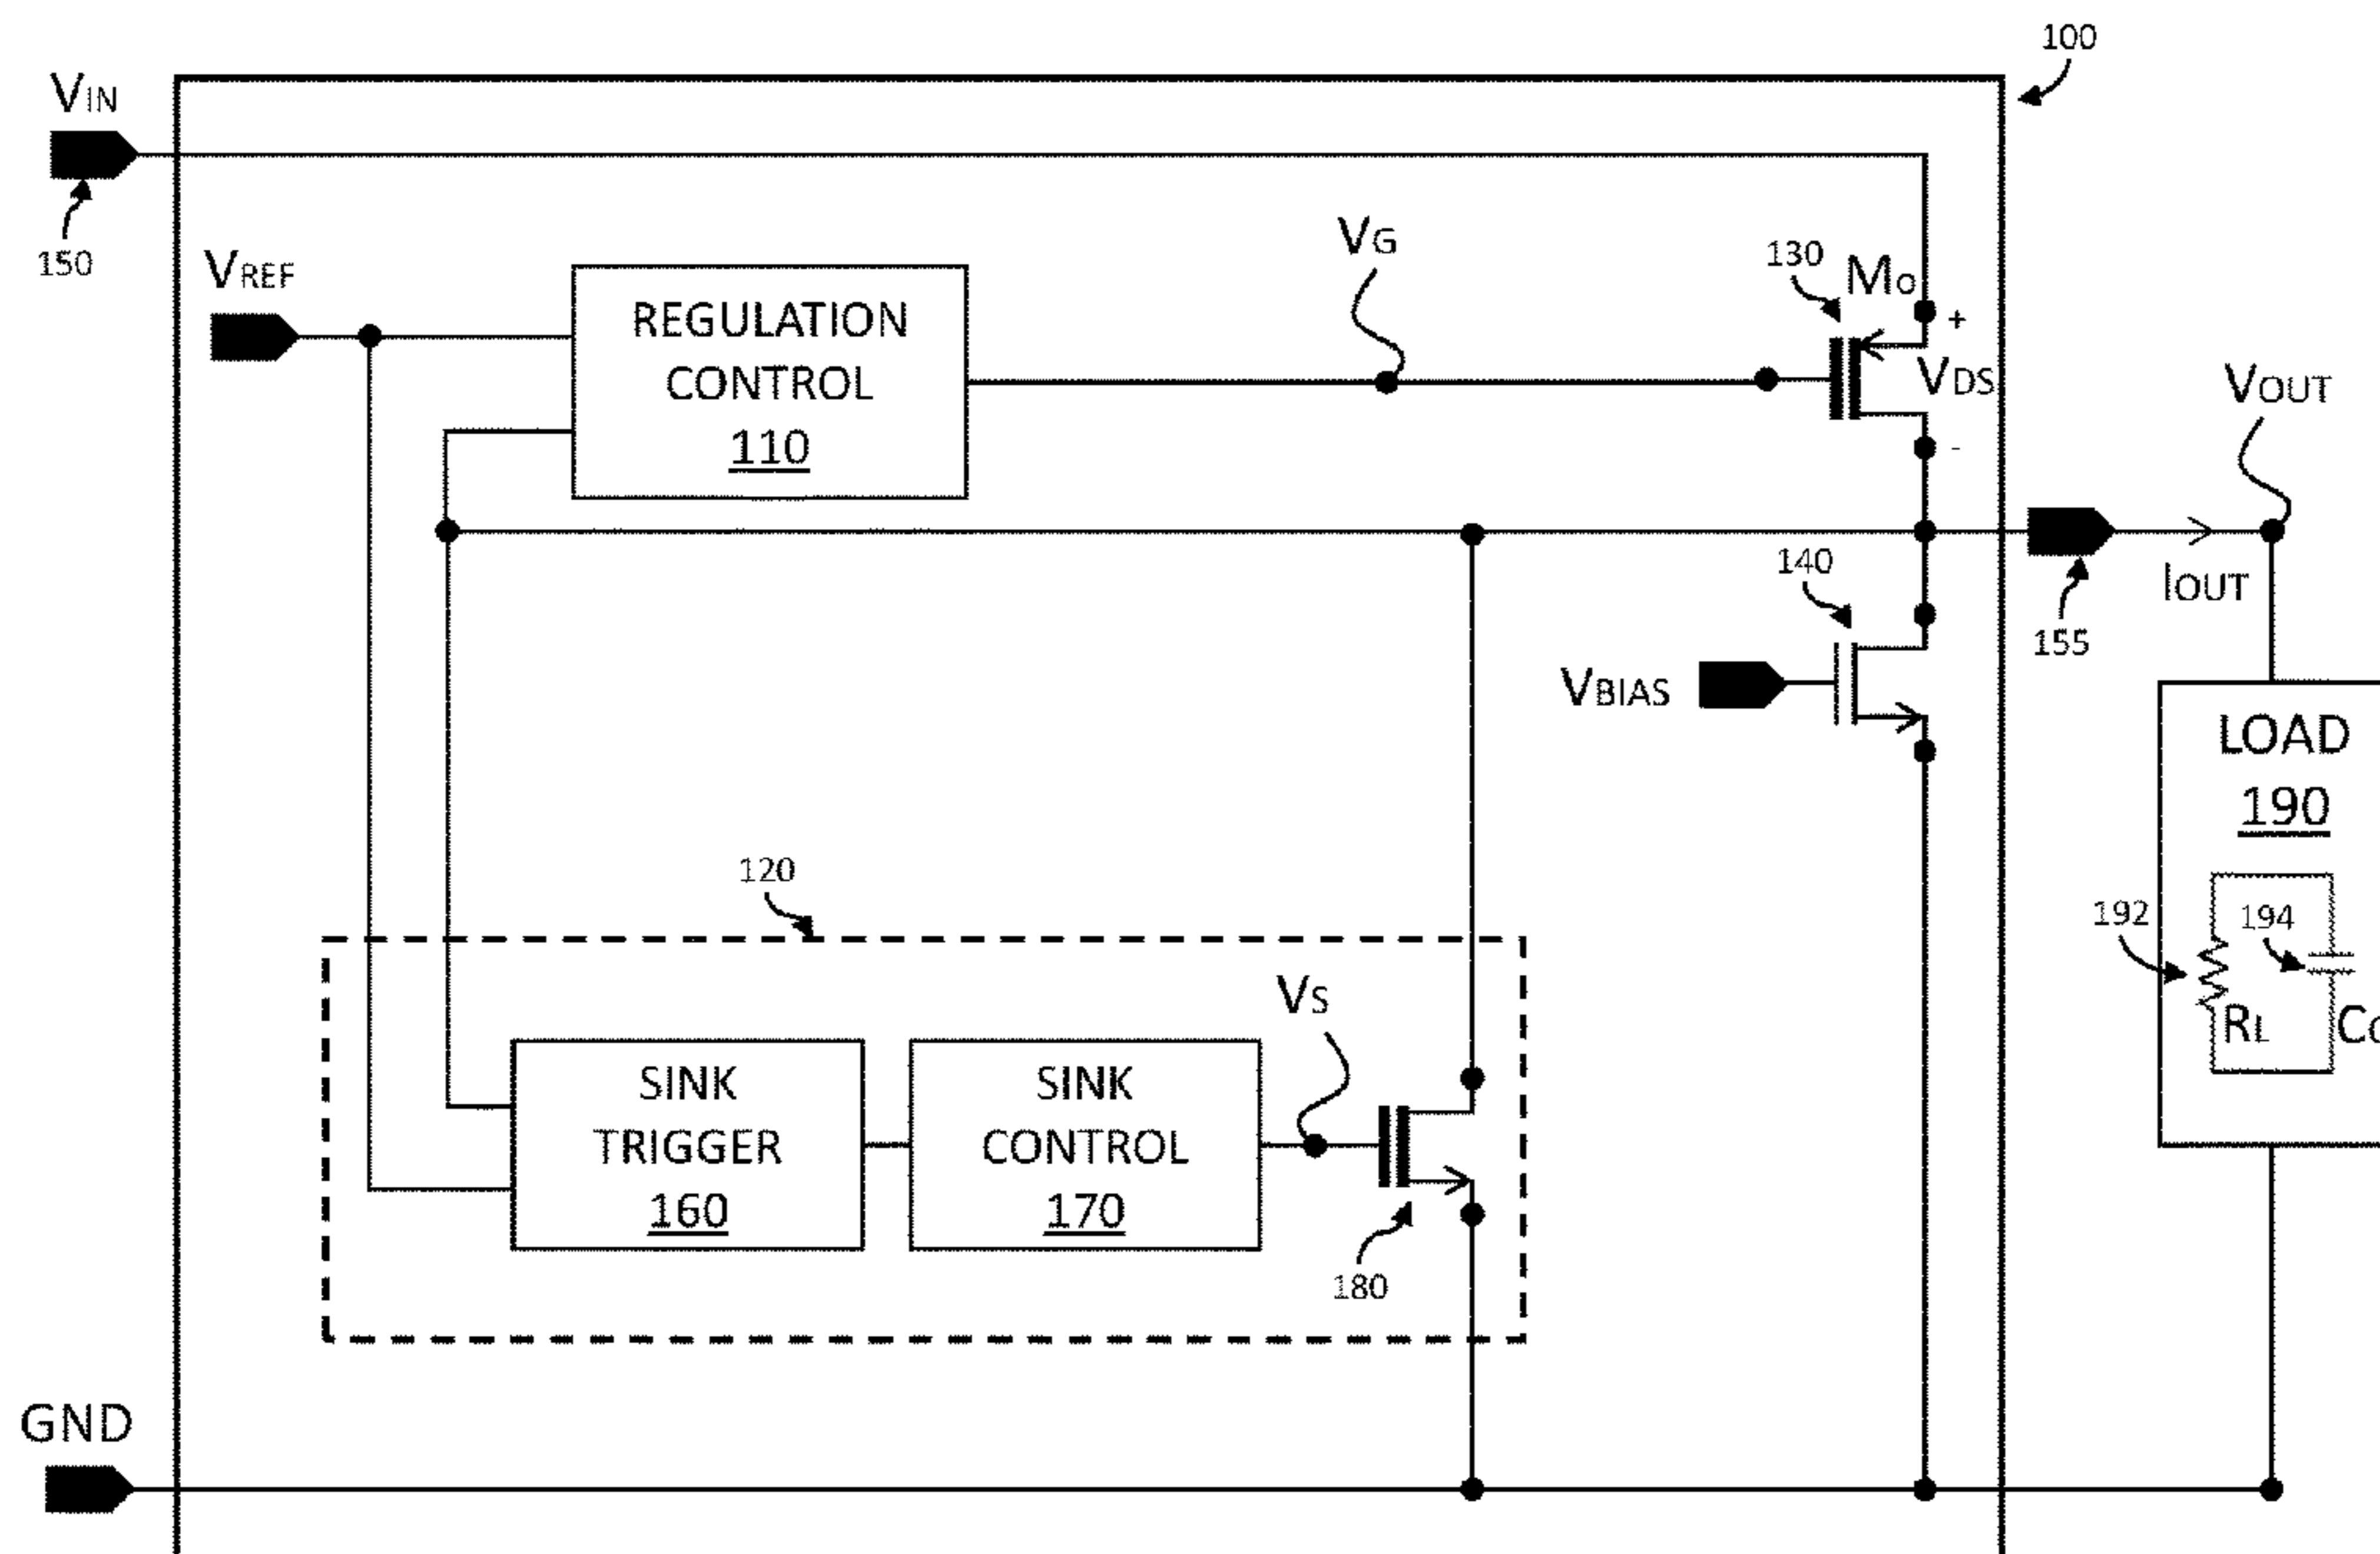 100
VIN
150
VREF
REGULATION
CONTROL
110
VG
130
MO
+
VDS
-
VOUT
IOUT
155
140
VBIAS
LOAD
190
192
194
RL
120
SINK
TRIGGER
160
SINK
CONTROL
170
VS
180
GND